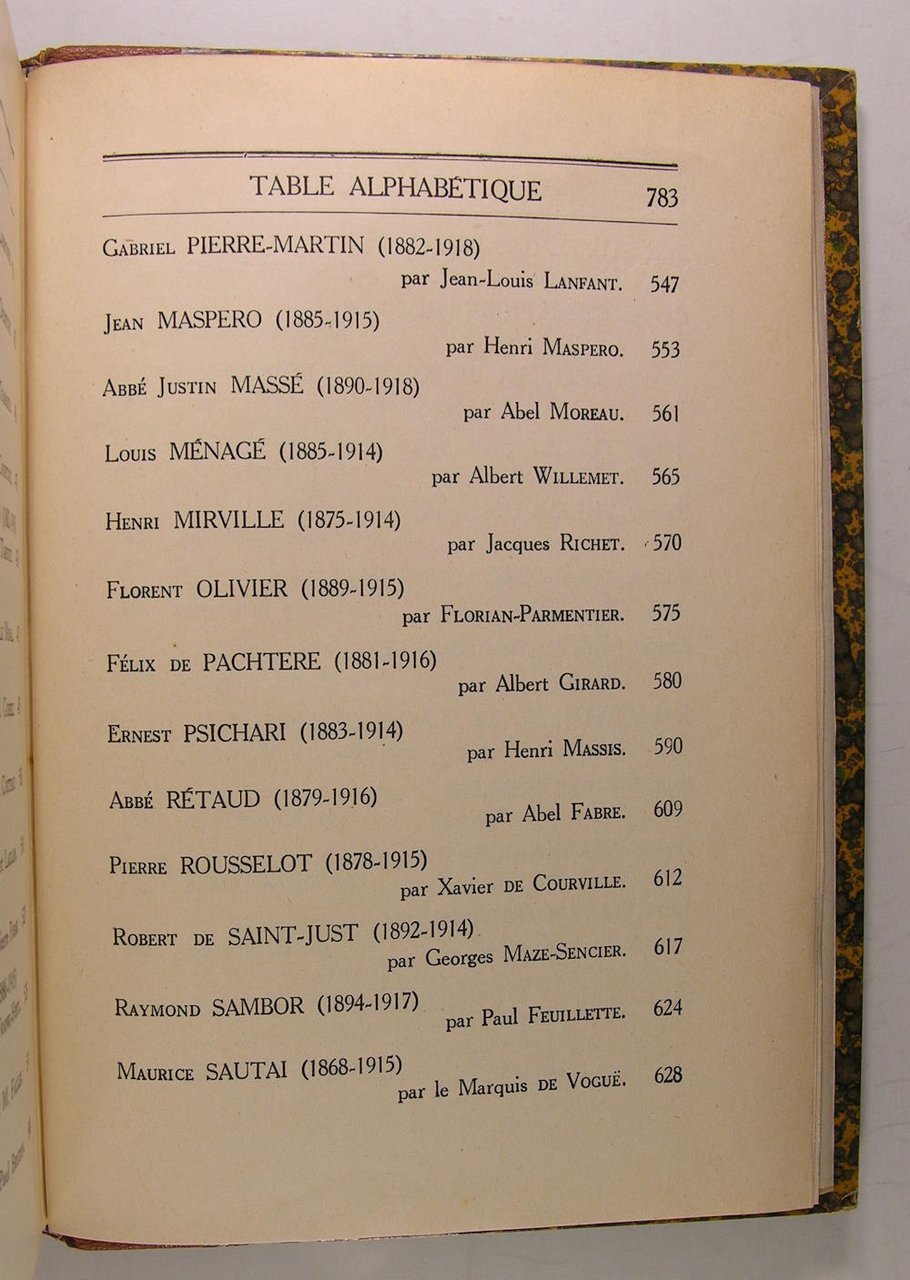 TABLE ALPHABÉTIQUE 783
GABRIEL PIERRE-MARTIN (1882-1918)
par Jean-Louis LANFANT. 547
JEAN MASPERO (1885-1915)
par Henri MASPERO. 553
ABBÉ JUSTIN MASSÉ (1890-1918)
par Abel MOREAU. 561
LOUIS MÉNAGÉ (1885-1914)
par Albert WILLEMET. 565
HENRI MIRVILLE (1875-1914)
par Jacques RICHET. 570
FLORENT OLIVIER (1889-1915)
par FLORIAN-PARMENTIER. 575
FÉLIX DE PACHTERE (1881-1916)
par Albert GIRARD. 580
ERNEST PSICHARI (1883-1914)
par Henri MASSIS. 590
ABBÉ RÉTAUD (1879-1916)
par Abel FABRE. 609
PIERRE ROUSSELOT (1878-1915)
par Xavier DE COURVILLE. 612
ROBERT DE SAINT-JUST (1892-1914)
par Georges MAZE-SENCIER. 617
RAYMOND SAMBOR (1894-1917)
par Paul FEUILLETTE. 624
MAURICE SAUTAI (1868-1915)
par le Marquis DE VOGUË. 628